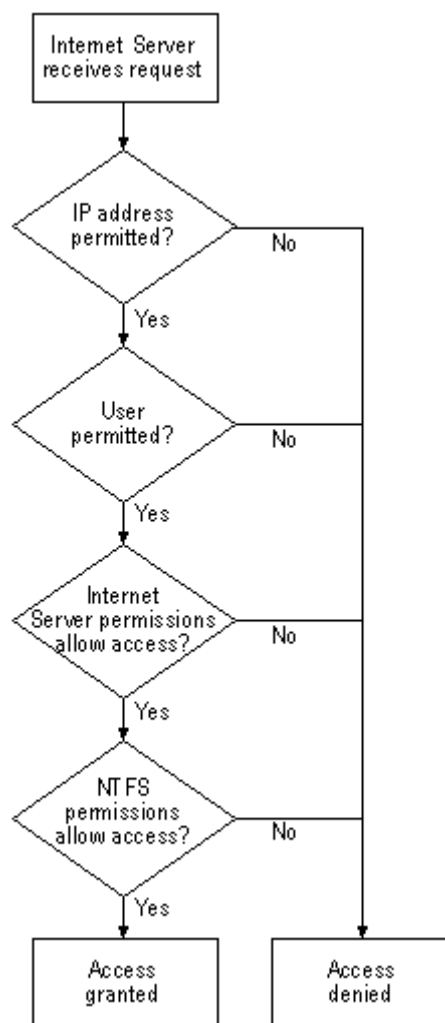 Internet Server
receives request
IP address
permitted?
No
Yes
User
permitted?
No
Yes
Internet
Server permissions
allow access?
No
Yes
NTFS
permissions
allow access?
No
Yes
Access
granted
Access
denied